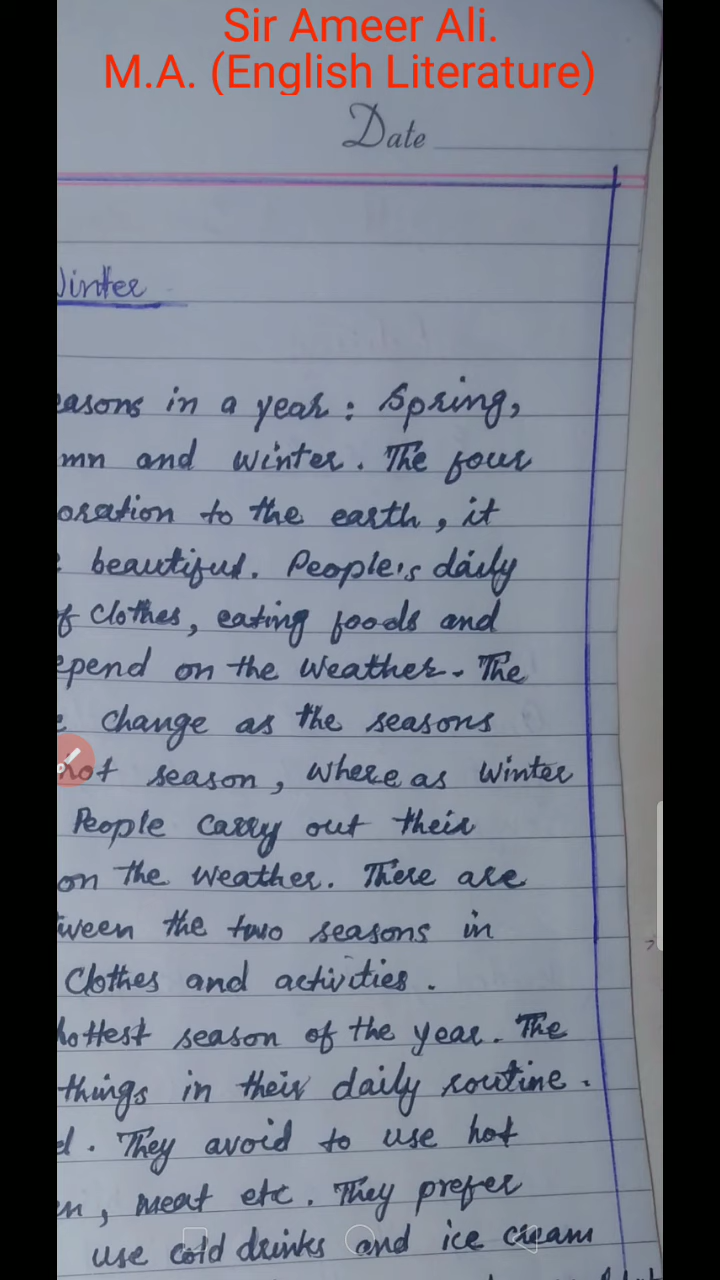 Sir Ameer Ali.
M.A. (English Literature)
Date
Winter
easons in a year : Spring,
mn and winter. The four
oration to the earth, it
beautiful. People's daily
of clothes, eating foods and
epend on the weather. The
e change as the seasons
hot season, where as winter
People carry out their
on the weather. There are
ween the two seasons in
Clothes and activities.
hottest season of the year. The
things in their daily routine.
d. They avoid to use hot
en, meat etc. They prefer
use cold drinks and ice cream